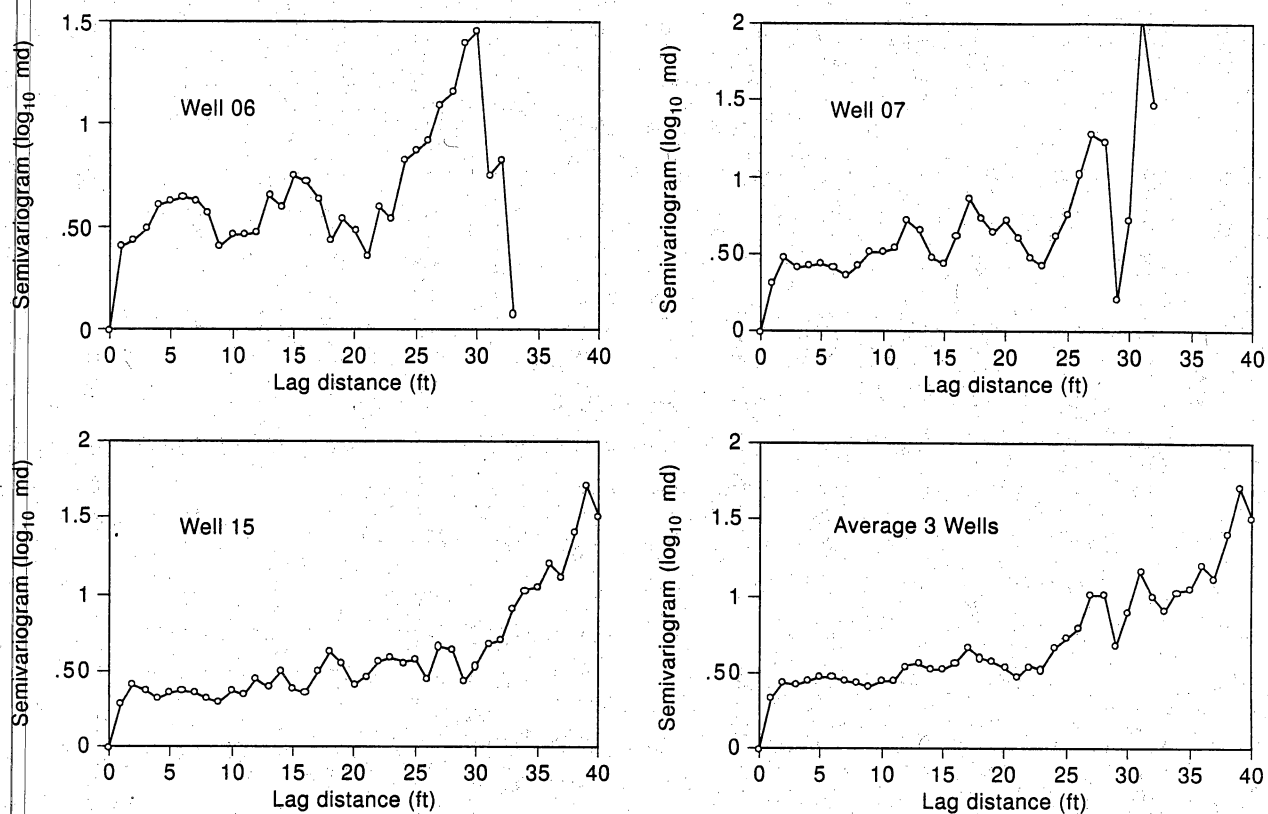 1.5
1
.50
0
Semivariogram (log10 md)
Well 06
0 5 10 15 20 25 30 35 40
Lag distance (ft)
2
1.5
1
.50
0
Semivariogram (log10 md)
Well 07
0 5 10 15 20 25 30 35 40
Lag distance (ft)
2
1.5
1
.50
0
Semivariogram (log10 md)
Well 15
0 5 10 15 20 25 30 35 40
Lag distance (ft)
2
1.5
1
.50
0
Semivariogram (log10 md)
Average 3 Wells
0 5 10 15 20 25 30 35 40
Lag distance (ft)